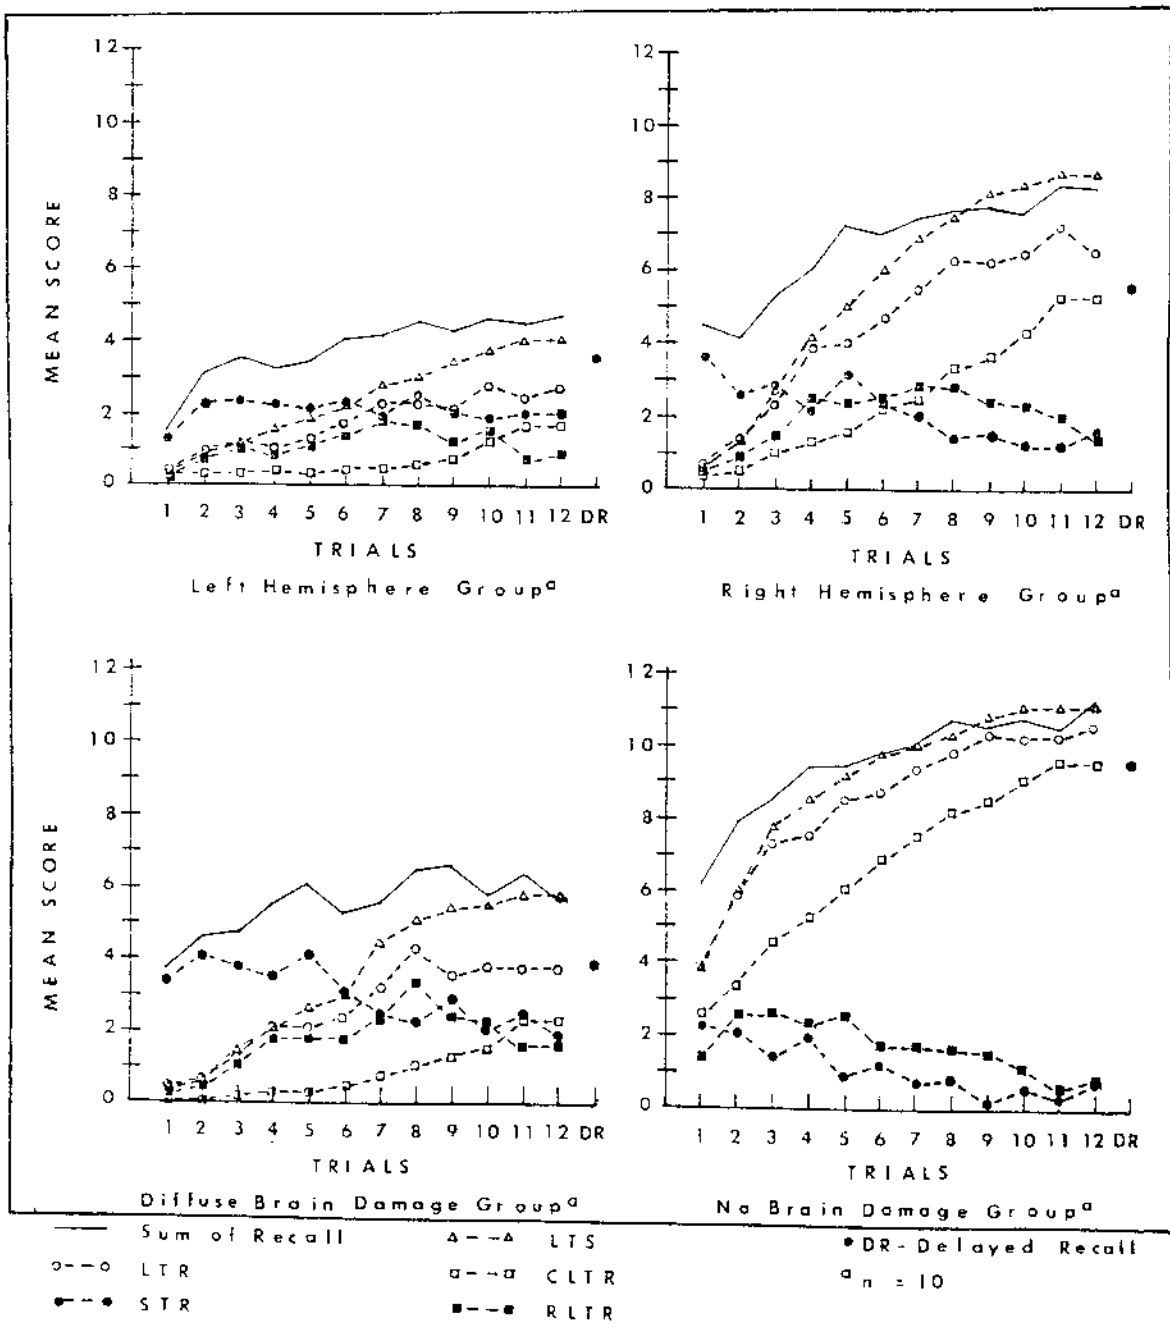 12
10
8
6
4
2
0
MEAN SCORE
1 2 3 4 5 6 7 8 9 10 11 12 DR
TRIALS
Left Hemisphere Groupᵃ
12
10
8
6
4
2
0
1 2 3 4 5 6 7 8 9 10 11 12 DR
TRIALS
Right Hemisphere Groupᵃ
12
10
8
6
4
2
0
MEAN SCORE
1 2 3 4 5 6 7 8 9 10 11 12 DR
TRIALS
Diffuse Brain Damage Groupᵃ
12
10
8
6
4
2
0
1 2 3 4 5 6 7 8 9 10 11 12 DR
TRIALS
No Brain Damage Groupᵃ
Sum of Recall
LTR
STR
LTS
CLTR
RLTR
DR-Delayed Recall
ᵃ n = 10